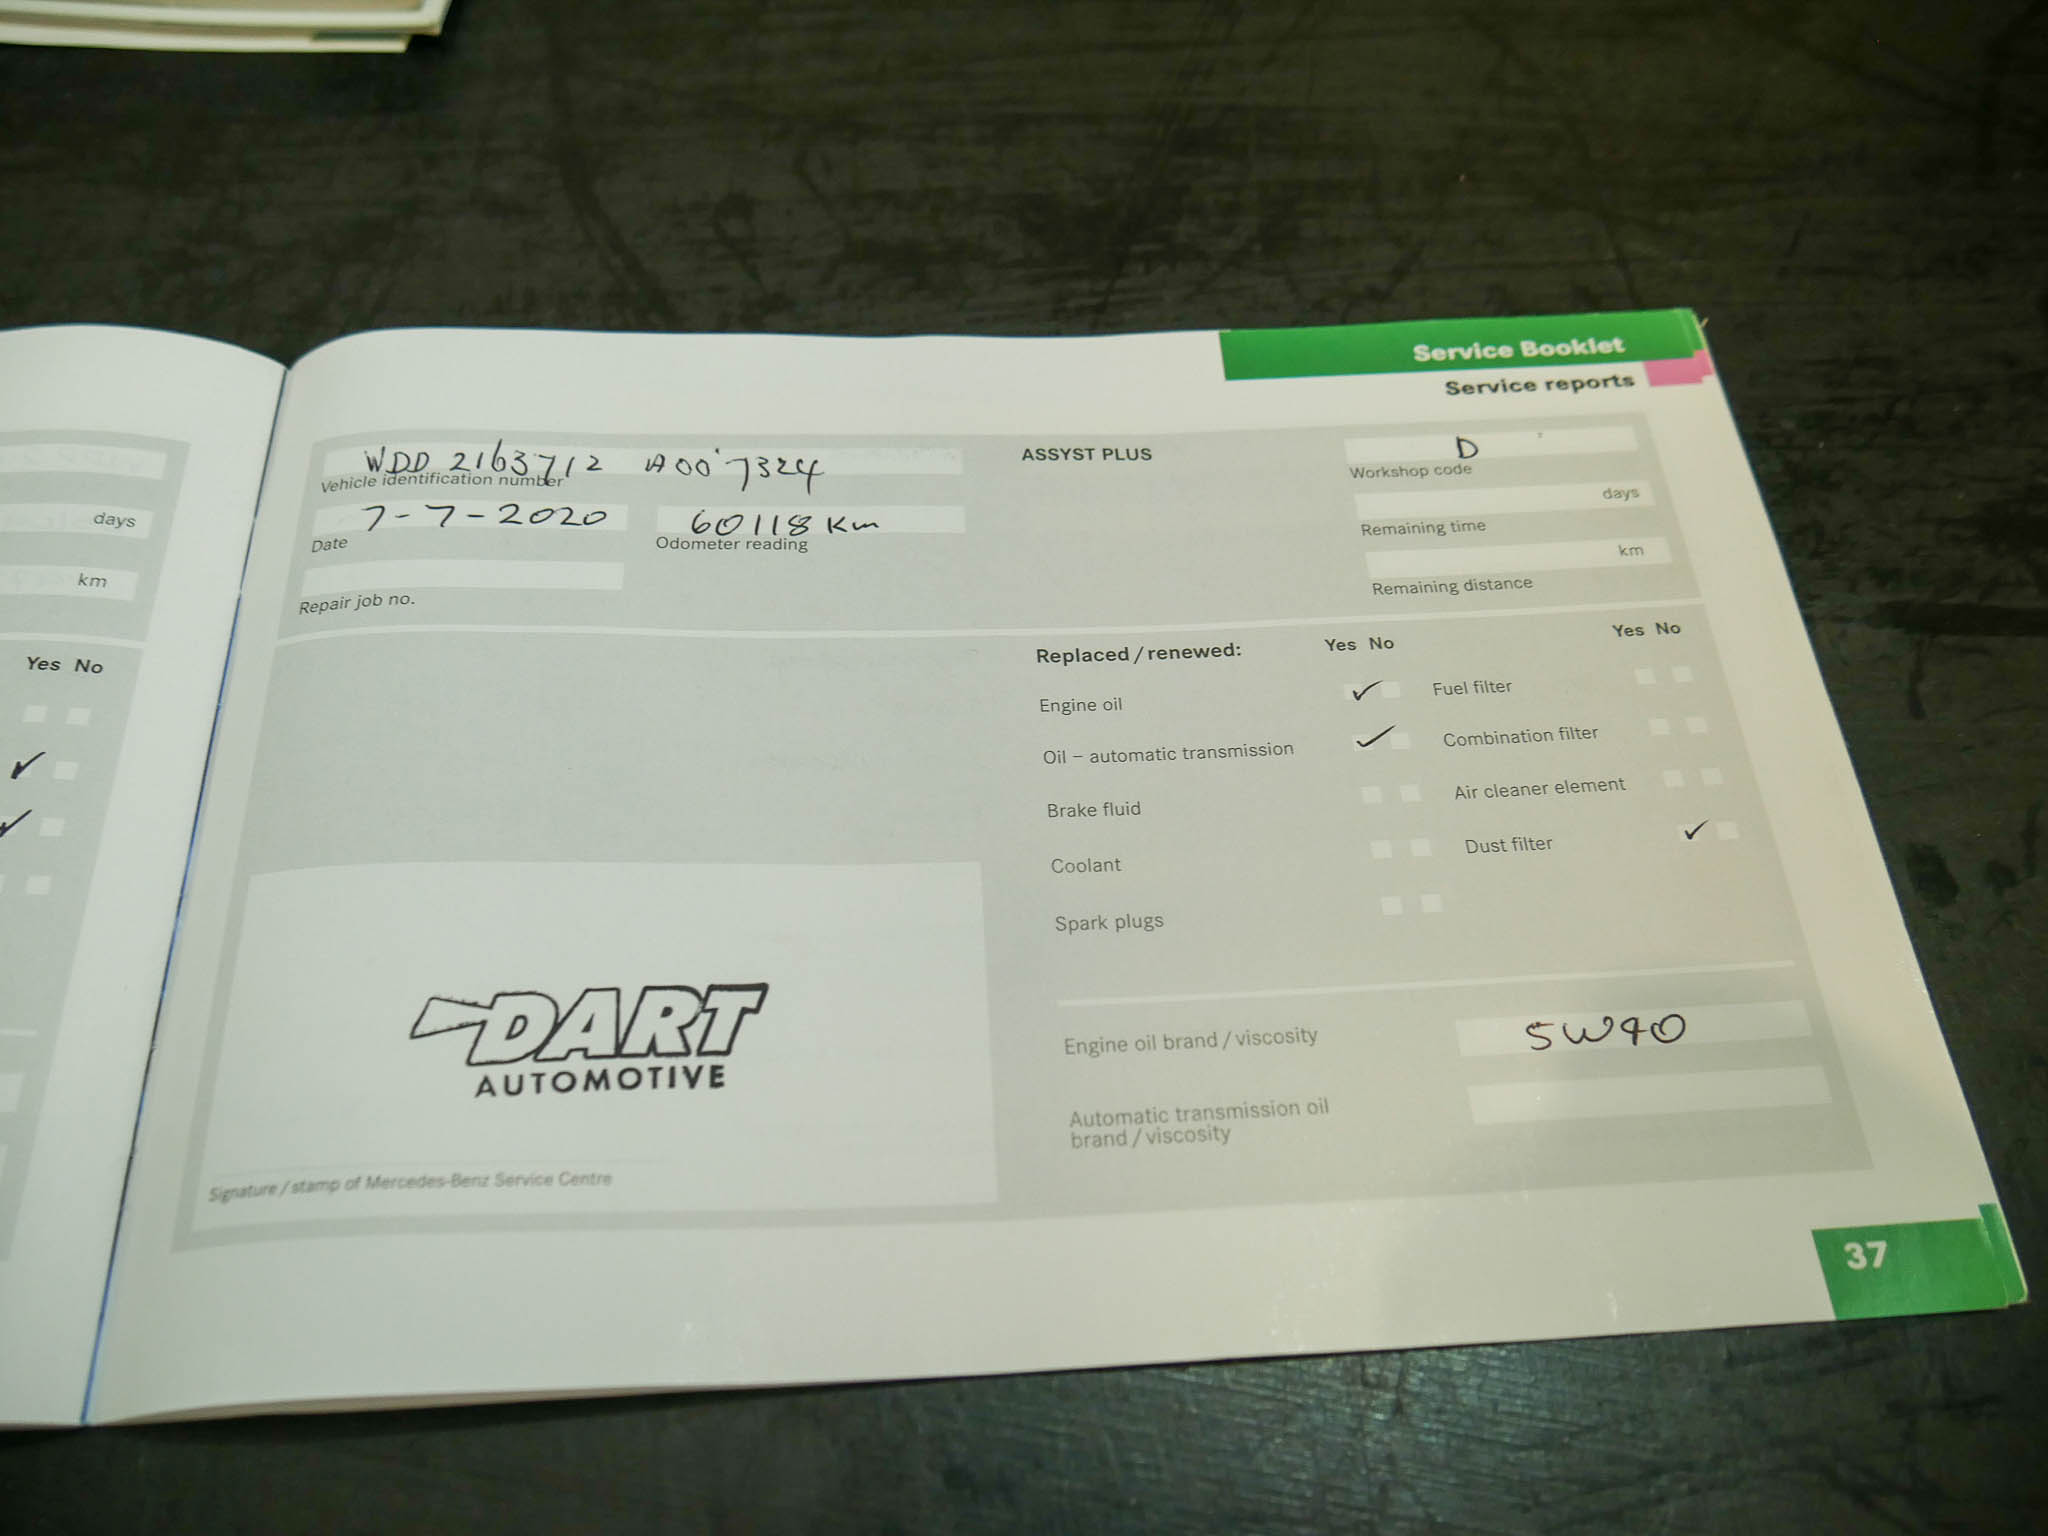 days
km
Yes No
Service Booklet
Service reports
WDD 2163712 A007324
Vehicle identification number
7-7-2020
Date
60118 Km
Odometer reading
Repair job no.
ASSYST PLUS
D
Workshop code
days
Remaining time
km
Remaining distance
Replaced / renewed:
Yes No
Yes No
Engine oil
Fuel filter
Oil – automatic transmission
Combination filter
Brake fluid
Air cleaner element
Coolant
Dust filter
Spark plugs
DART
AUTOMOTIVE
Signature / stamp of Mercedes-Benz Service Centre
Engine oil brand / viscosity
5W40
Automatic transmission oil
brand / viscosity
37